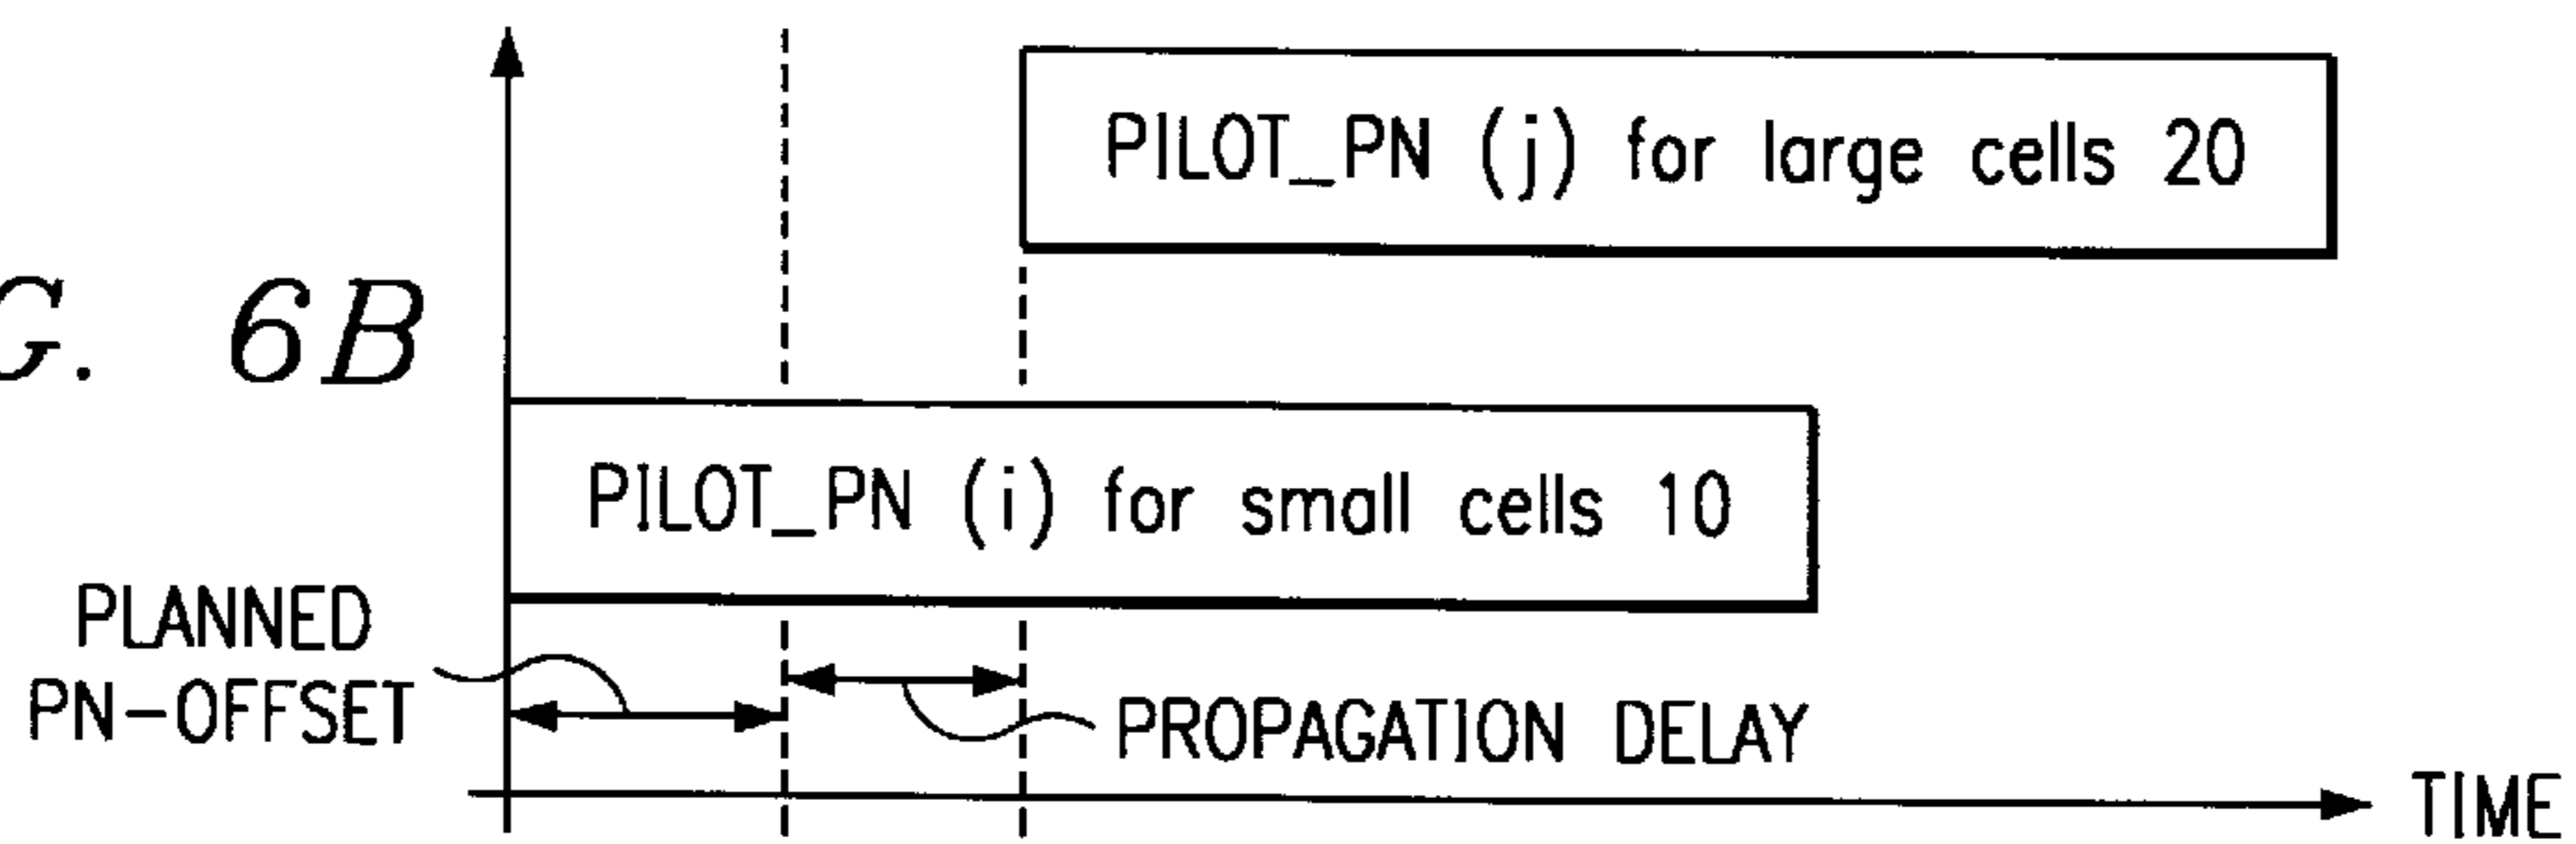 PILOT_PN (j) for large cells 20
G. 6B
PILOT_PN (i) for small cells 10
PLANNED
PN-OFFSET
PROPAGATION DELAY
TIME